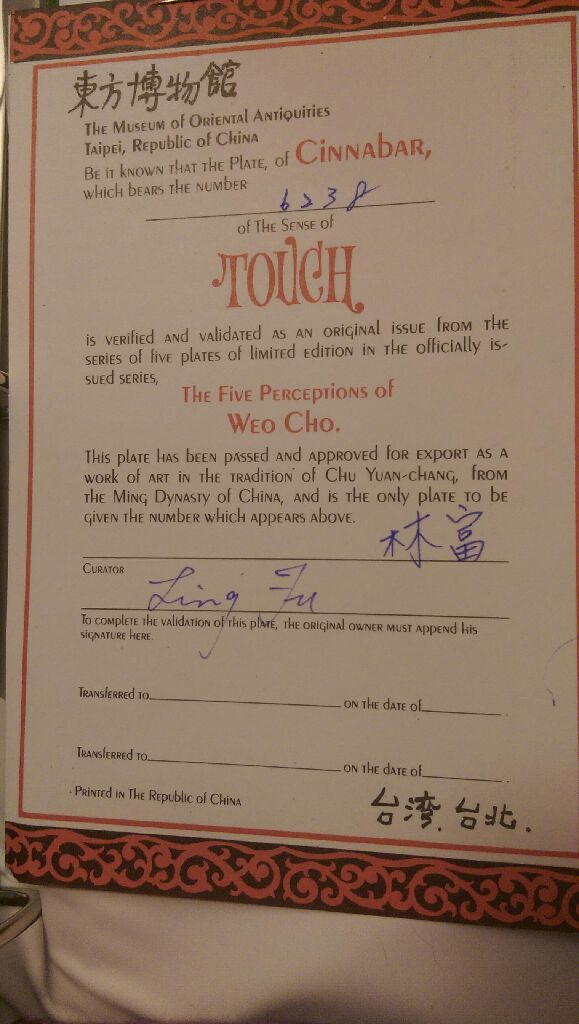 東方博物館
The Museum of Oriental Antiquities
Taipei, Republic of China
Be it known that the Plate, of Cinnabar,
which bears the number
6238
of The Sense of
TOUCH
is verified and validated as an original issue from the
series of five plates of limited edition in the officially is-
sued series,
The Five Perceptions of
Weo Cho.
This plate has been passed and approved for export as a
work of art in the tradition of Chu Yuan-chang, from
the Ming Dynasty of China, and is the only plate to be
given the number which appears above.
林富
Curator
Ling Fu
To complete the validation of this plate, the original owner must append his
signature here.
Transferred to on the date of
Transferred to on the date of
Printed in The Republic of China
台湾.台北.